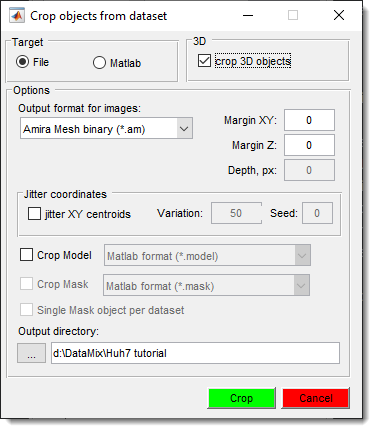 Crop objects from dataset
Target
File
Matlab
3D
crop 3D objects
Options
Output format for images:
Amira Mesh binary (*.am)
Margin XY: 0
Margin Z: 0
Depth, px: 0
Jitter coordinates
jitter XY centroids Variation: 50 Seed: 0
Crop Model Matlab format (*.model)
Crop Mask Matlab format (*.mask)
Single Mask object per dataset
Output directory:
... d:\DataMix\Huh7 tutorial
Crop Cancel